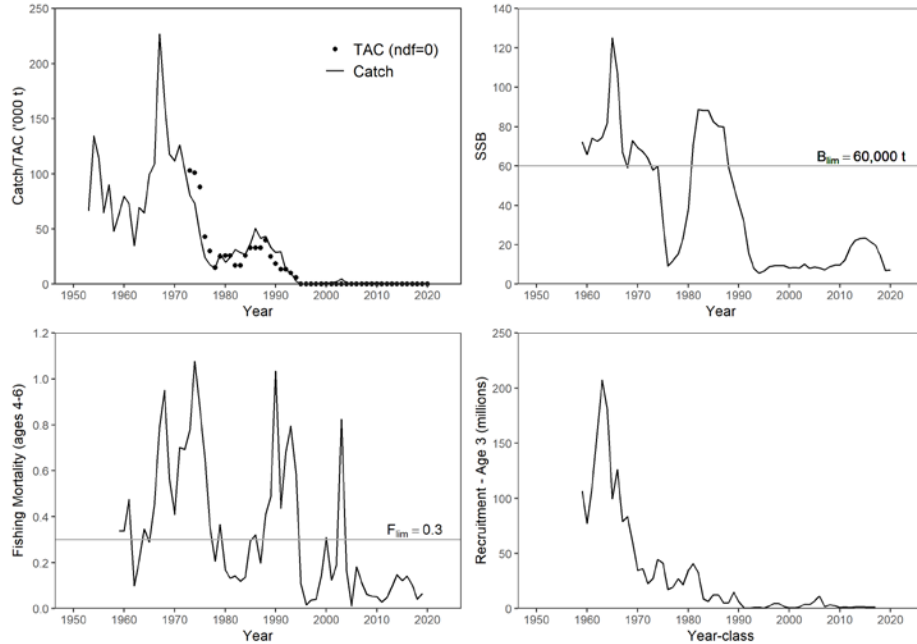 250
200
150
100
50
0
Catch/TAC ('000 t)
TAC (ndf=0)
Catch
1950 1960 1970 1980 1990 2000 2010 2020
Year
140
120
100
80
60
40
20
0
SSB
Blim = 60,000 t
1950 1960 1970 1980 1990 2000 2010 2020
Year
1.2
1.0
0.8
0.6
0.4
0.2
0.0
Fishing Mortality (ages 4-6)
Flim = 0.3
1950 1960 1970 1980 1990 2000 2010 2020
Year
250
200
150
100
50
0
Recruitment - Age 3 (millions)
1950 1960 1970 1980 1990 2000 2010 2020
Year-class